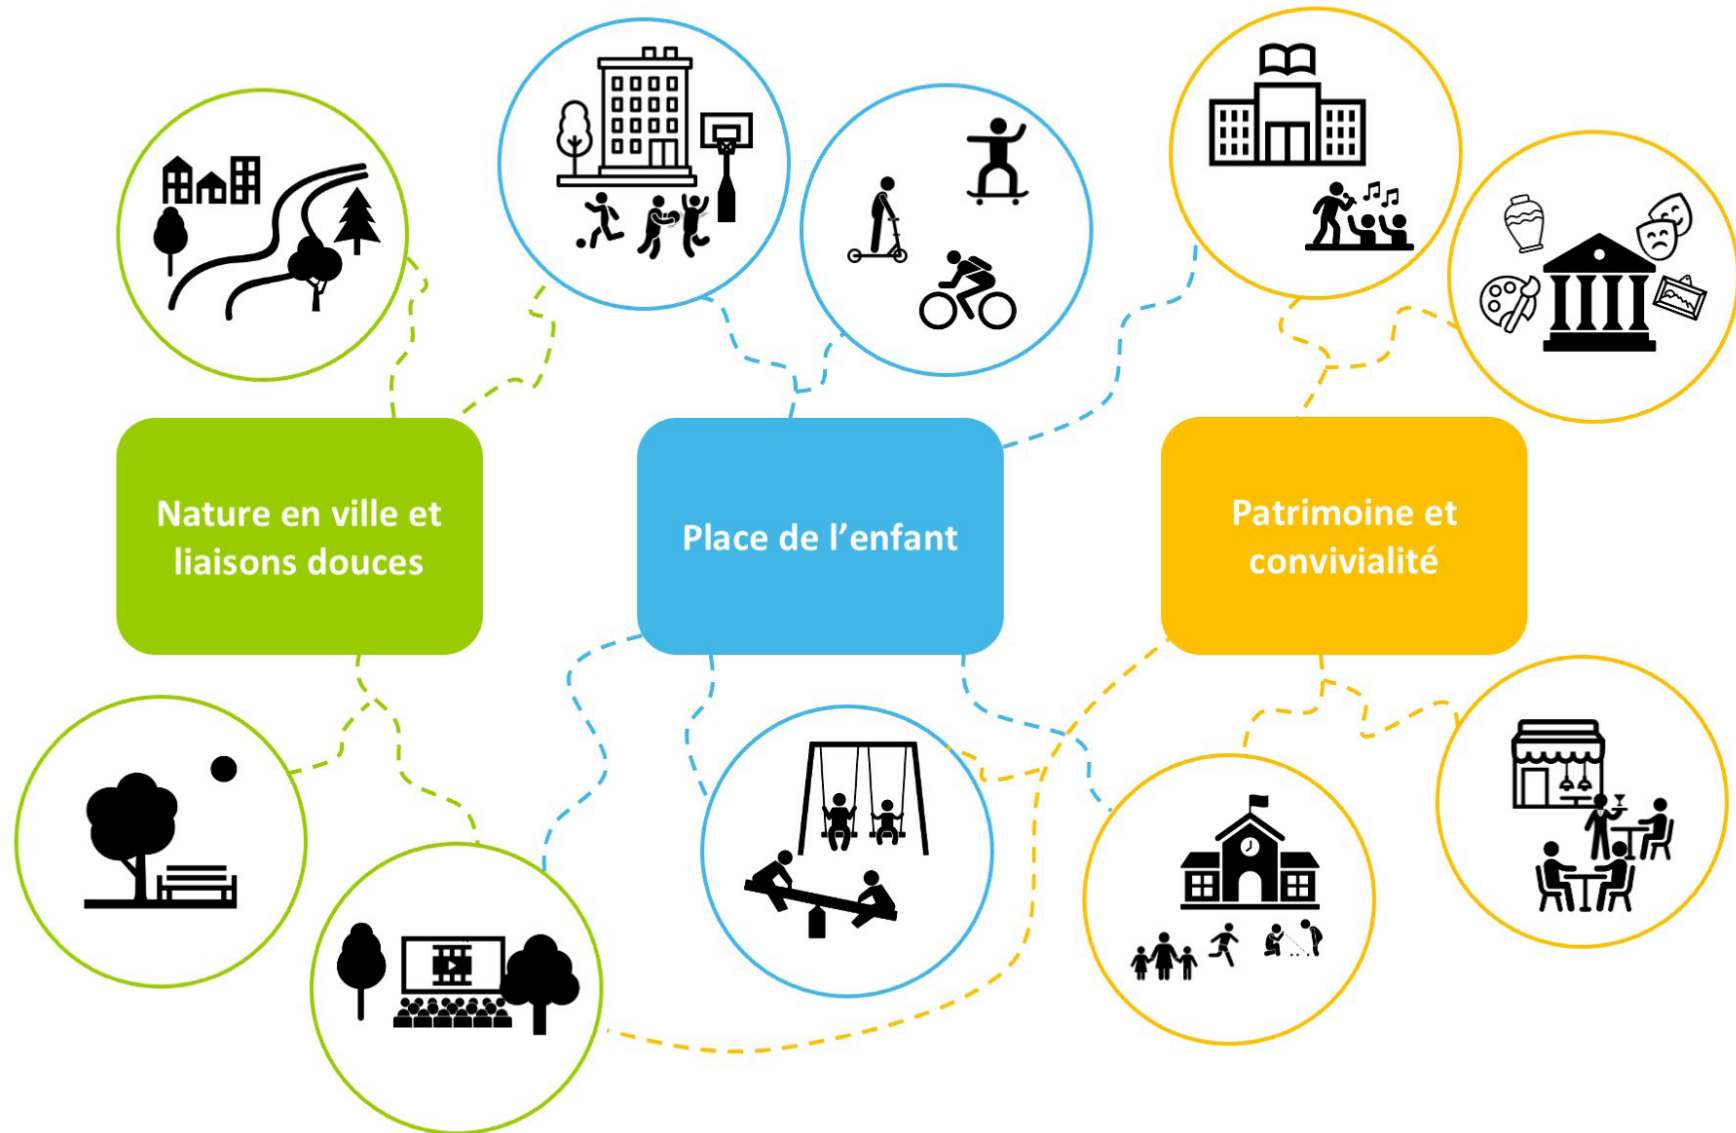 Nature en ville et
liaisons douces
Place de l’enfant
Patrimoine et
convivialité